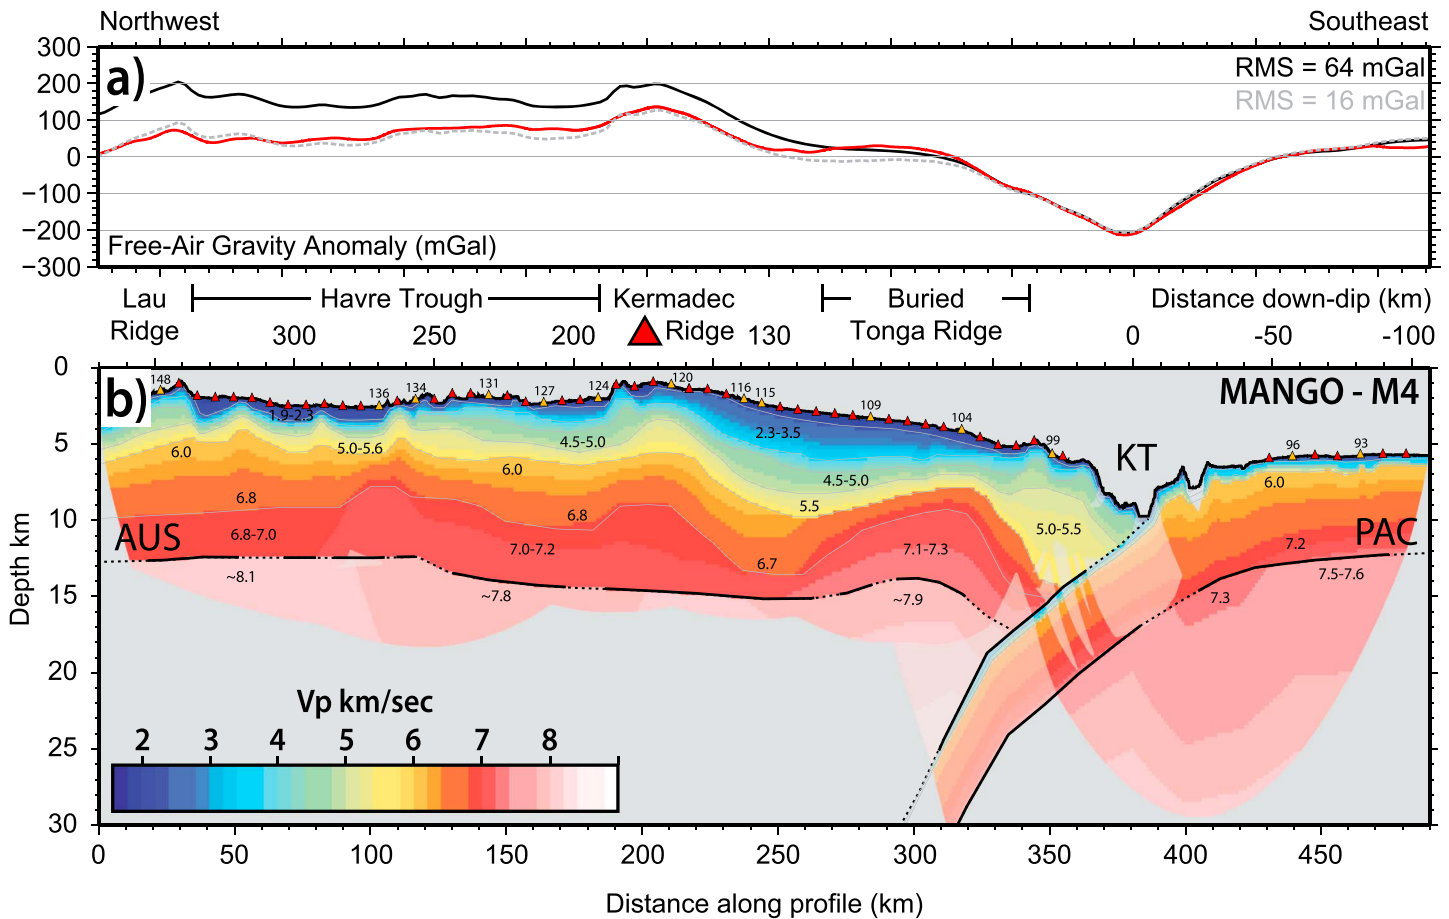 Northwest Southeast
300
200
100
0
−100
−200
−300
a)
RMS = 64 mGal
RMS = 16 mGal
Free-Air Gravity Anomaly (mGal)
Lau Ridge
Havre Trough
Kermadec Ridge
Buried Tonga Ridge
Distance down-dip (km)
300 250 200 130 0 -50 -100
b)
MANGO - M4
148 136 134 131 127 124 120 116 115 109 104 99 96 93
KT
1.9-2.3
2.3-3.5
6.0 5.0-5.6 4.5-5.0
6.0 4.5-5.0 6.0
6.8 5.5
6.8 5.0-5.5
AUS 6.8-7.0 7.0-7.2 6.7 7.1-7.3 7.2 PAC
~8.1 ~7.8 ~7.9 7.3 7.5-7.6
0
5
10
15
20
25
30
Depth km
Vp km/sec
2 3 4 5 6 7 8
0 50 100 150 200 250 300 350 400 450
Distance along profile (km)